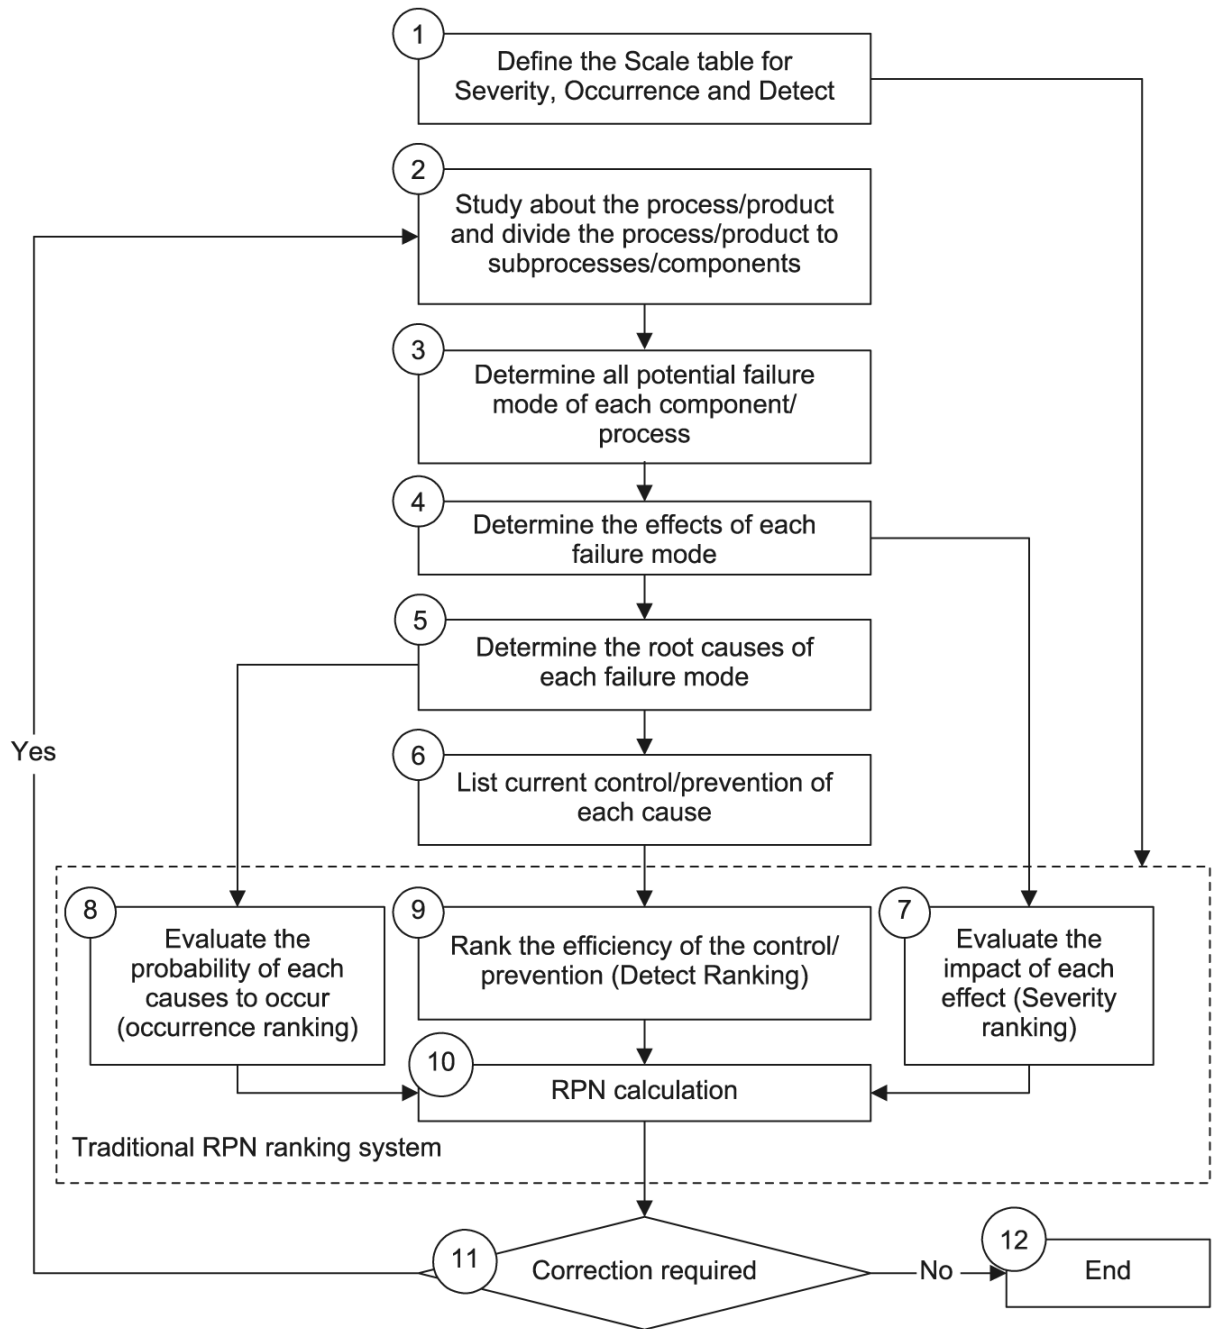 1
Define the Scale table for
Severity, Occurrence and Detect
2
Study about the process/product
and divide the process/product to
subprocesses/components
3
Determine all potential failure
mode of each component/
process
4
Determine the effects of each
failure mode
5
Determine the root causes of
each failure mode
Yes
6
List current control/prevention of
each cause
8
Evaluate the
probability of each
causes to occur
(occurrence ranking)
9
Rank the efficiency of the control/
prevention (Detect Ranking)
7
Evaluate the
impact of each
effect (Severity
ranking)
10
RPN calculation
Traditional RPN ranking system
11
Correction required
No
12
End